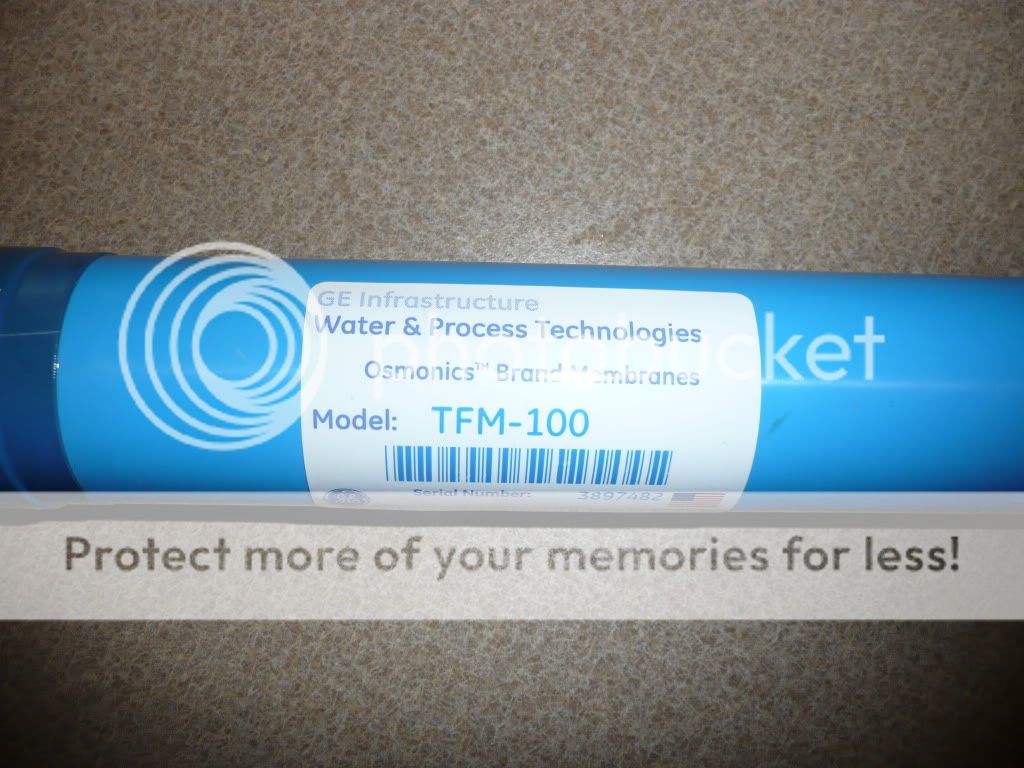 GE Infrastructure
Water & Process Technologies
Osmonics™ Brand Membranes
Model: TFM-100
Serial Number: 3897482
photobucket
Protect more of your memories for less!